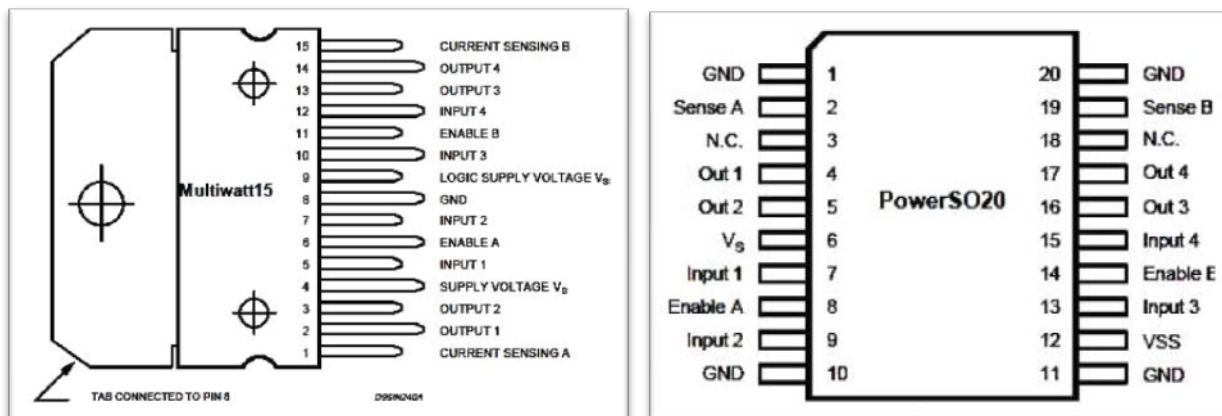 15 CURRENT SENSING B
14 OUTPUT 4
13 OUTPUT 3
12 INPUT 4
11 ENABLE B
10 INPUT 3
9 LOGIC SUPPLY VOLTAGE VS
8 GND
7 INPUT 2
6 ENABLE A
5 INPUT 1
4 SUPPLY VOLTAGE VS
3 OUTPUT 2
2 OUTPUT 1
1 CURRENT SENSING A
Multiwatt15
TAB CONNECTED TO PIN 8
D95IN240A
GND 1 20 GND
Sense A 2 19 Sense B
N.C. 3 18 N.C.
Out 1 4 17 Out 4
Out 2 5 16 Out 3
VS 6 15 Input 4
Input 1 7 14 Enable B
Enable A 8 13 Input 3
Input 2 9 12 VSS
GND 10 11 GND
PowerSO20